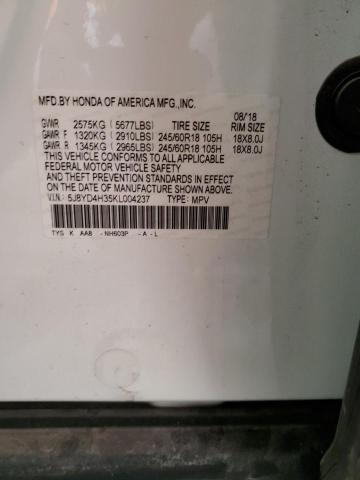 MFD.BY HONDA OF AMERICA MFG.,INC.
08/18
GVWR 2575KG (5677LBS) TIRE SIZE RIM SIZE
GAWR F 1320KG (2910LBS) 245/60R18 105H 18X8.0J
GAWR R 1345KG (2965LBS) 245/60R18 105H 18X8.0J
THIS VEHICLE CONFORMS TO ALL APPLICABLE
FEDERAL MOTOR VEHICLE SAFETY
AND THEFT PREVENTION STANDARDS IN EFFECT
ON THE DATE OF MANUFACTURE SHOWN ABOVE.
V.I.N.: 5J8YD4H35KL004237 TYPE: MPV
TYS K AA8 -NH603P -A-L